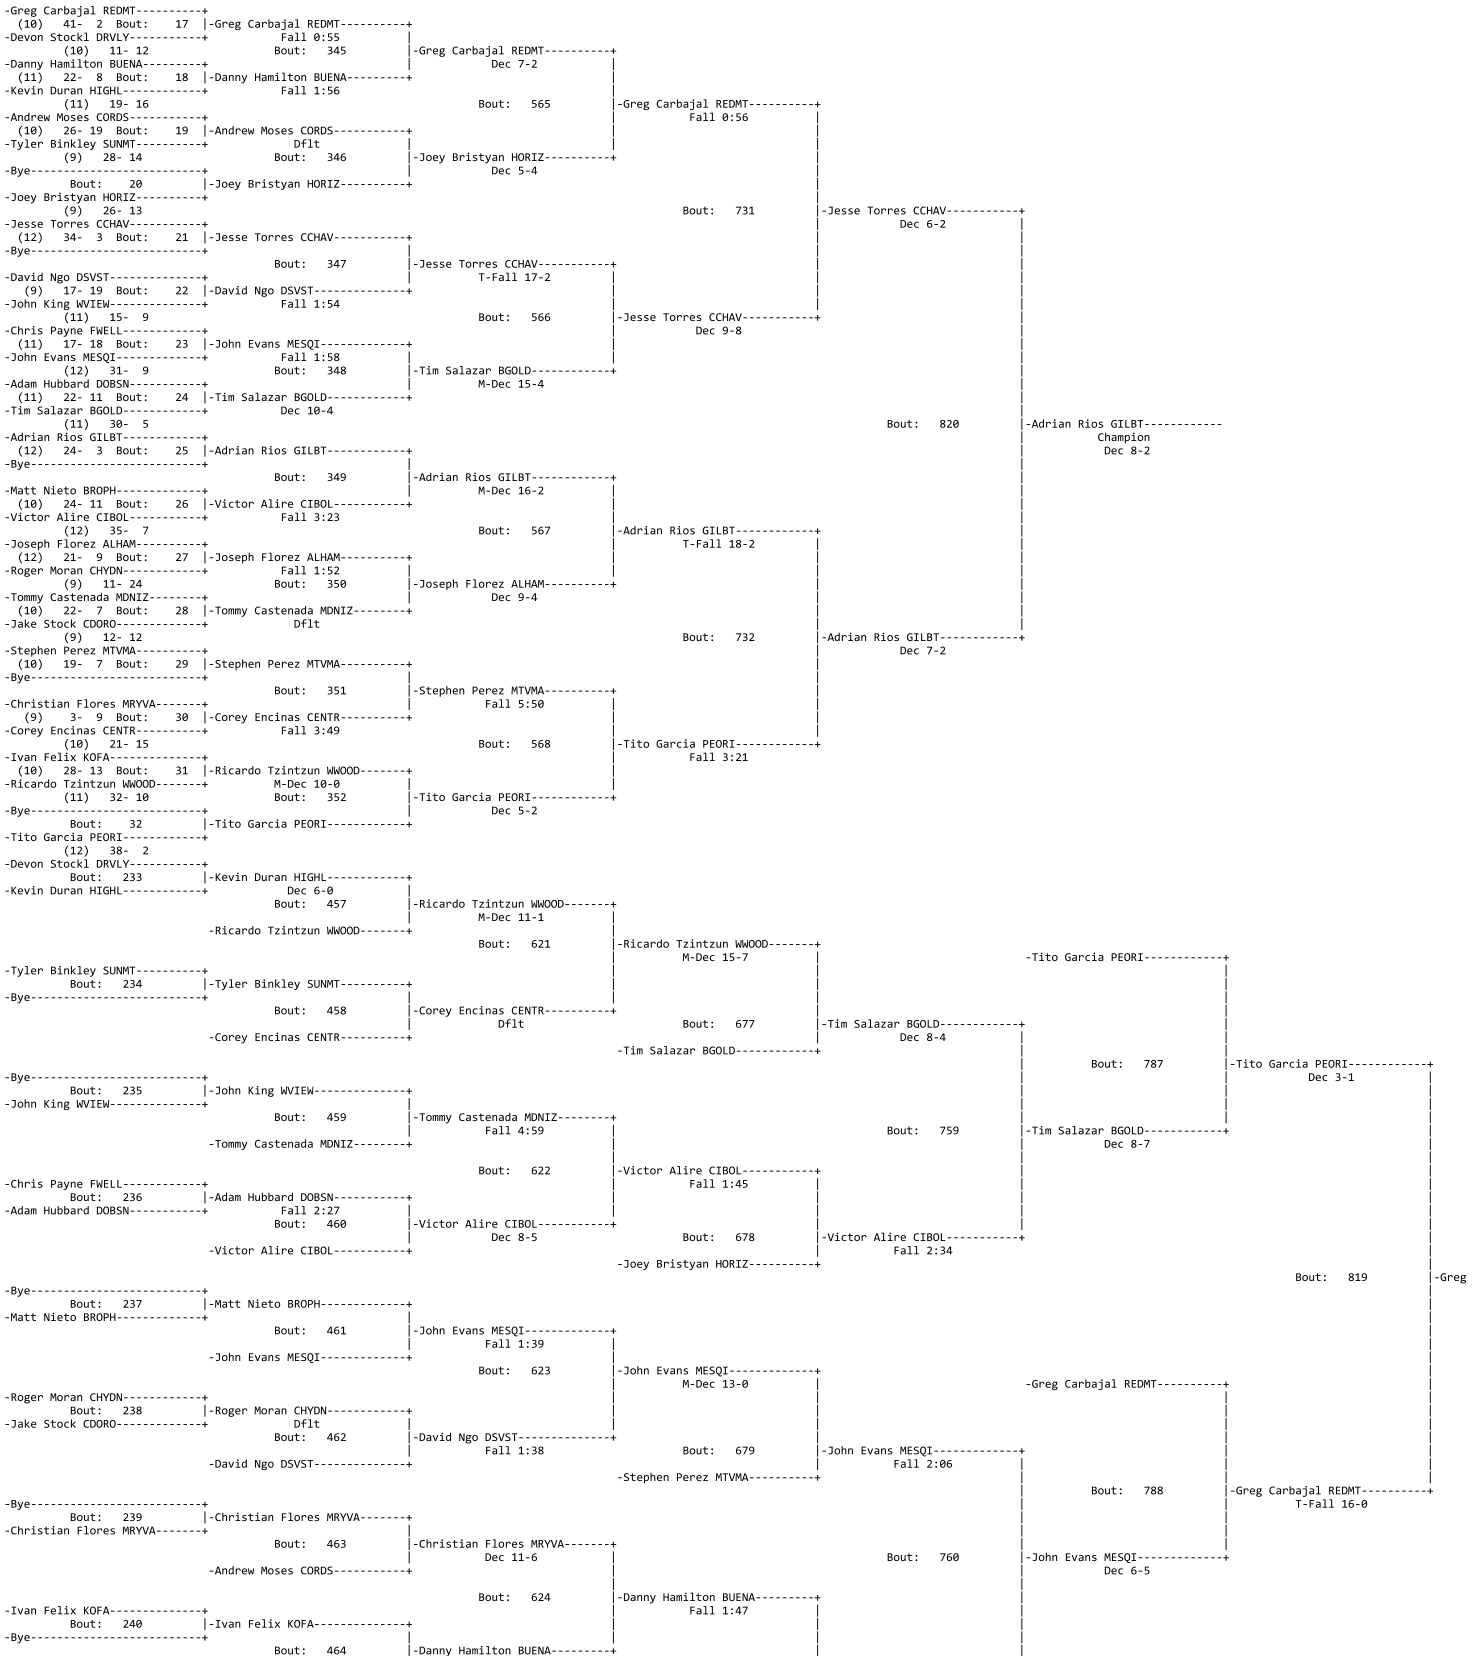 -Greg Carbajal REDMT----------+
(10) 41- 2 Bout: 17 |-Greg Carbajal REDMT----------+
-Devon Stockl DRVLY-----------+ Fall 0:55 |
(10) 11- 12 Bout: 345 |-Greg Carbajal REDMT----------+
-Danny Hamilton BUENA---------+ | Dec 7-2 |
(11) 22- 8 Bout: 18 |-Danny Hamilton BUENA---------+ |
-Kevin Duran HIGHL------------+ Fall 1:56 |
(11) 19- 16 Bout: 565 |-Greg Carbajal REDMT----------+
-Andrew Moses CORDS-----------+ | Fall 0:56 |
(10) 26- 19 Bout: 19 |-Andrew Moses CORDS-----------+ | |
-Tyler Binkley SUNMT----------+ Dflt | | |
(9) 28- 14 Bout: 346 |-Joey Bristyan HORIZ----------+ |
-Bye--------------------------+ | Dec 5-4 |
Bout: 20 |-Joey Bristyan HORIZ----------+ |
-Joey Bristyan HORIZ----------+ |
(9) 26- 13 Bout: 731 |-Jesse Torres CCHAV-----------+
-Jesse Torres CCHAV-----------+ | Dec 6-2 |
(12) 34- 3 Bout: 21 |-Jesse Torres CCHAV-----------+ | |
-Bye--------------------------+ | | |
Bout: 347 |-Jesse Torres CCHAV-----------+ | |
-David Ngo DSVST--------------+ | T-Fall 17-2 | | |
(9) 17- 19 Bout: 22 |-David Ngo DSVST--------------+ | | |
-John King WVIEW--------------+ Fall 1:54 | | |
(11) 15- 9 Bout: 566 |-Jesse Torres CCHAV-----------+ |
-Chris Payne FWELL------------+ | Dec 9-8 |
(11) 17- 18 Bout: 23 |-John Evans MESQI-------------+ | |
-John Evans MESQI-------------+ Fall 1:58 | | |
(12) 31- 9 Bout: 348 |-Tim Salazar BGOLD------------+ |
-Adam Hubbard DOBSN-----------+ | M-Dec 15-4 |
(11) 22- 11 Bout: 24 |-Tim Salazar BGOLD------------+ |
-Tim Salazar BGOLD------------+ Dec 10-4 |
(11) 30- 5 Bout: 820 |-Adrian Rios GILBT------------
-Adrian Rios GILBT------------+ | Champion
(12) 24- 3 Bout: 25 |-Adrian Rios GILBT------------+ | Dec 8-2
-Bye--------------------------+ | |
Bout: 349 |-Adrian Rios GILBT------------+ |
-Matt Nieto BROPH-------------+ | M-Dec 16-2 | |
(10) 24- 11 Bout: 26 |-Victor Alire CIBOL-----------+ | |
-Victor Alire CIBOL-----------+ Fall 3:23 | |
(12) 35- 7 Bout: 567 |-Adrian Rios GILBT------------+ |
-Joseph Florez ALHAM----------+ | T-Fall 18-2 | |
(12) 21- 9 Bout: 27 |-Joseph Florez ALHAM----------+ | | |
-Roger Moran CHYDN------------+ Fall 1:52 | | | |
(9) 11- 24 Bout: 350 |-Joseph Florez ALHAM----------+ | |
-Tommy Castenada MDNIZ--------+ | Dec 9-4 | |
(10) 22- 7 Bout: 28 |-Tommy Castenada MDNIZ--------+ | |
-Jake Stock CDORO-------------+ Dflt | |
(9) 12- 12 Bout: 732 |-Adrian Rios GILBT------------+
-Stephen Perez MTVMA----------+ | Dec 7-2
(10) 19- 7 Bout: 29 |-Stephen Perez MTVMA----------+ |
-Bye--------------------------+ | |
Bout: 351 |-Stephen Perez MTVMA----------+ |
-Christian Flores MRYVA-------+ | Fall 5:50 | |
(9) 3- 9 Bout: 30 |-Corey Encinas CENTR----------+ | |
-Corey Encinas CENTR----------+ Fall 3:49 | |
(10) 21- 15 Bout: 568 |-Tito Garcia PEORI------------+
-Ivan Felix KOFA--------------+ | Fall 3:21
(10) 28- 13 Bout: 31 |-Ricardo Tzintzun WWOOD-------+ |
-Ricardo Tzintzun WWOOD-------+ M-Dec 10-0 | |
(11) 32- 10 Bout: 352 |-Tito Garcia PEORI------------+
-Bye--------------------------+ | Dec 5-2
Bout: 32 |-Tito Garcia PEORI------------+
-Tito Garcia PEORI------------+
(12) 38- 2
-Devon Stockl DRVLY-----------+
Bout: 233 |-Kevin Duran HIGHL------------+
-Kevin Duran HIGHL------------+ Dec 6-0 |
Bout: 457 |-Ricardo Tzintzun WWOOD-------+
| M-Dec 11-1 |
-Ricardo Tzintzun WWOOD-------+ |
Bout: 621 |-Ricardo Tzintzun WWOOD-------+
| M-Dec 15-7 | -Tito Garcia PEORI------------+
-Tyler Binkley SUNMT----------+ | | |
Bout: 234 |-Tyler Binkley SUNMT----------+ | | |
-Bye--------------------------+ | | | |
Bout: 458 |-Corey Encinas CENTR----------+ | |
| Dflt Bout: 677 |-Tim Salazar BGOLD------------+ |
-Corey Encinas CENTR----------+ | Dec 8-4 | |
-Tim Salazar BGOLD------------+ | |
Bout: 787 |-Tito Garcia PEORI------------+
-Bye--------------------------+ | | Dec 3-1 |
Bout: 235 |-John King WVIEW--------------+ | | |
-John King WVIEW--------------+ | | | |
Bout: 459 |-Tommy Castenada MDNIZ--------+ | | |
| Fall 4:59 | Bout: 759 |-Tim Salazar BGOLD------------+ |
-Tommy Castenada MDNIZ--------+ | | Dec 8-7 |
Bout: 622 |-Victor Alire CIBOL-----------+ | |
-Chris Payne FWELL------------+ | Fall 1:45 | | |
Bout: 236 |-Adam Hubbard DOBSN-----------+ | | | |
-Adam Hubbard DOBSN-----------+ Fall 2:27 | | | | |
Bout: 460 |-Victor Alire CIBOL-----------+ | | |
| Dec 8-5 Bout: 678 |-Victor Alire CIBOL-----------+ |
-Victor Alire CIBOL-----------+ | Fall 2:34 |
-Joey Bristyan HORIZ----------+ |
Bout: 819 |-Greg
-Bye--------------------------+ |
Bout: 237 |-Matt Nieto BROPH-------------+ |
-Matt Nieto BROPH-------------+ | |
Bout: 461 |-John Evans MESQI-------------+ |
| Fall 1:39 | |
-John Evans MESQI-------------+ | |
Bout: 623 |-John Evans MESQI-------------+ |
| M-Dec 13-0 | -Greg Carbajal REDMT----------+ |
-Roger Moran CHYDN------------+ | | | |
Bout: 238 |-Roger Moran CHYDN------------+ | | | |
-Jake Stock CDORO-------------+ Dflt | | | | |
Bout: 462 |-David Ngo DSVST--------------+ | | |
| Fall 1:38 Bout: 679 |-John Evans MESQI-------------+ | |
-David Ngo DSVST--------------+ | Fall 2:06 | | |
-Stephen Perez MTVMA----------+ | | |
Bout: 788 |-Greg Carbajal REDMT----------+
-Bye--------------------------+ | | T-Fall 16-0
Bout: 239 |-Christian Flores MRYVA-------+ | |
-Christian Flores MRYVA-------+ | | |
Bout: 463 |-Christian Flores MRYVA-------+ | |
| Dec 11-6 | Bout: 760 |-John Evans MESQI-------------+
-Andrew Moses CORDS-----------+ | | Dec 6-5
Bout: 624 |-Danny Hamilton BUENA---------+ |
-Ivan Felix KOFA--------------+ | Fall 1:47 | |
Bout: 240 |-Ivan Felix KOFA--------------+ | | |
-Bye--------------------------+ | | | |
Bout: 464 |-Danny Hamilton BUENA---------+ | |